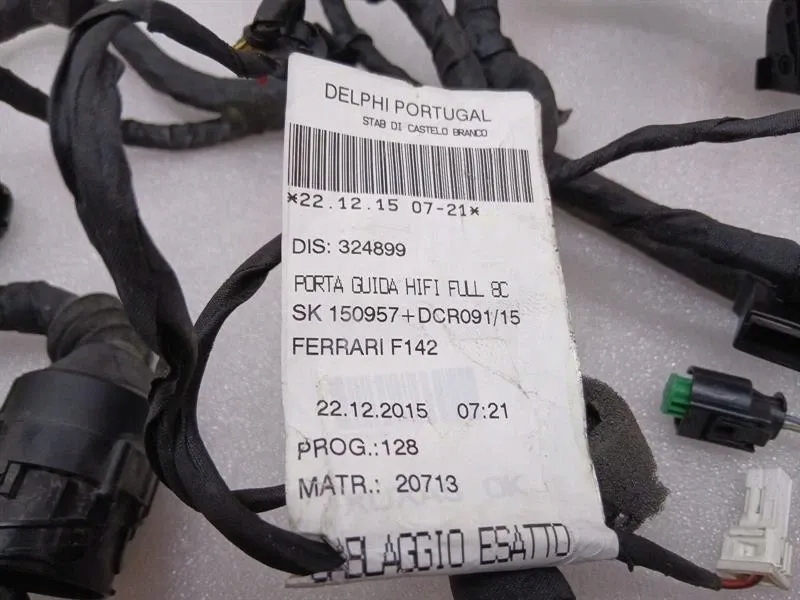 DELPHI PORTUGAL
STAB DI CASTELO BRANCO
*22.12.15 07-21*
DIS: 324899
PORTA GUIDA HIFI FULL 8C
SK 150957+DCR091/15
FERRARI F142
22.12.2015 07:21
PROG.:128
MATR.: 20713
CABLAGGIO ESATTO